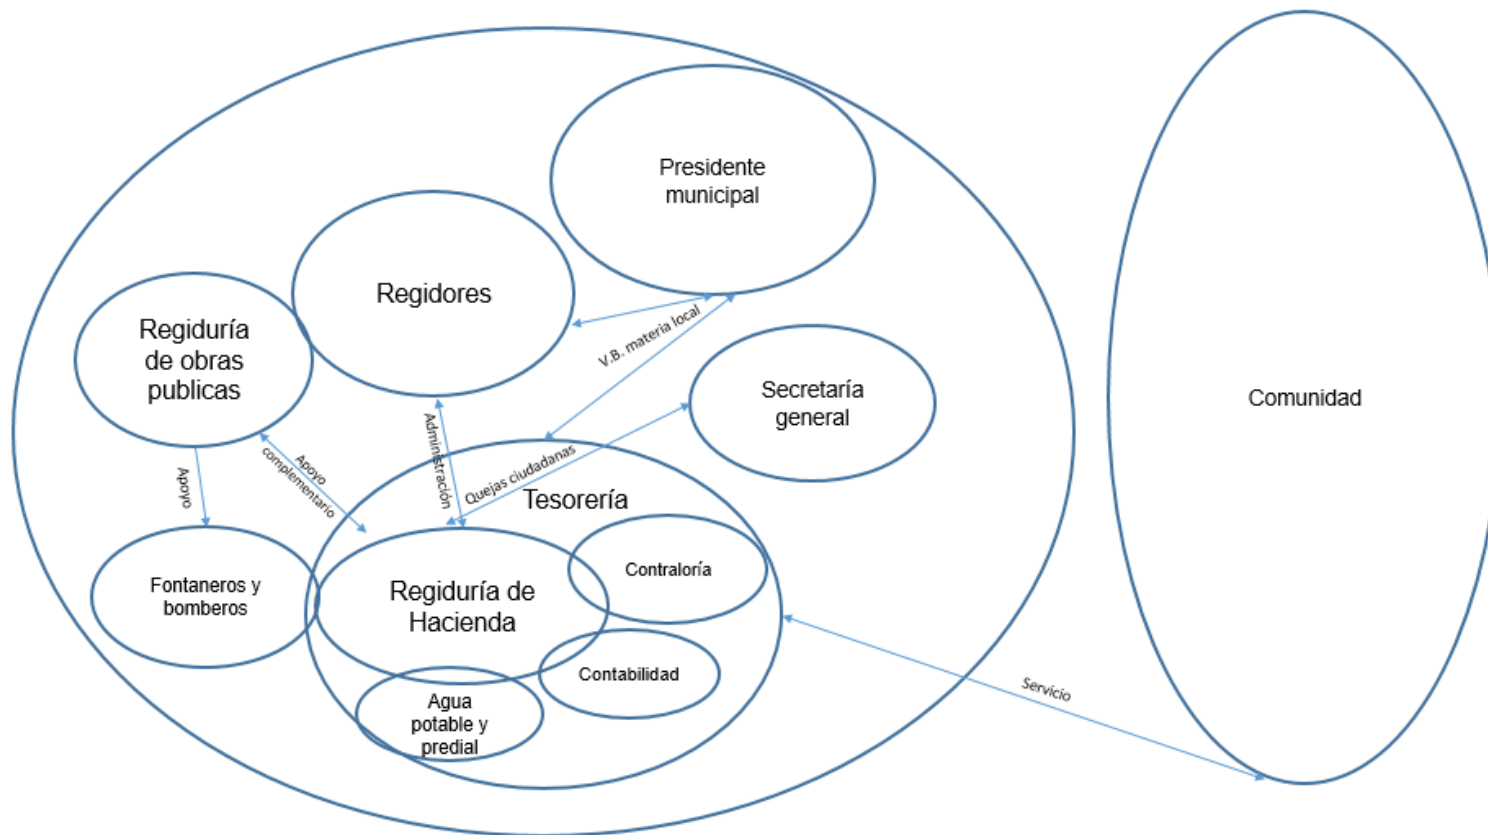 Presidente
municipal
Regidores
Regiduría
de obras
publicas
V.B. materia local
Secretaría
general
Comunidad
Administración
Apoyo
complementario
Apoyo
Quejas ciudadanas
Tesorería
Fontaneros y
bomberos
Regiduría de
Hacienda
Contraloría
Contabilidad
Agua
potable y
predial
Servicio